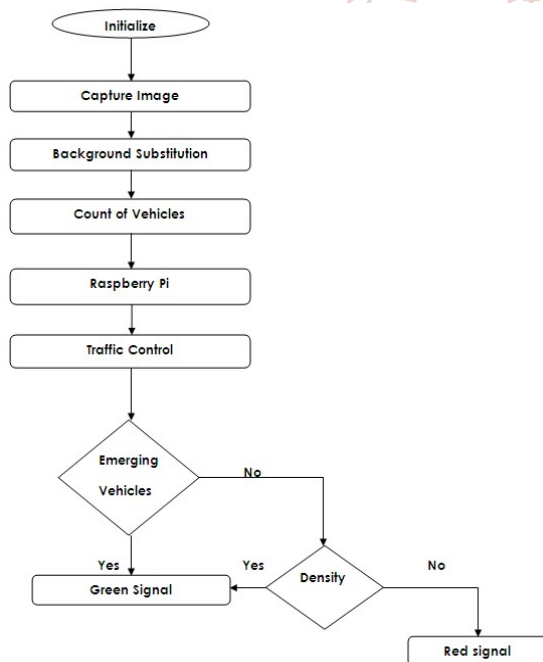 Initialize
Capture Image
Background Substitution
Count of Vehicles
Raspberry Pi
Traffic Control
Emerging
Vehicles
No
Yes
Yes
Density
No
Green Signal
Red signal